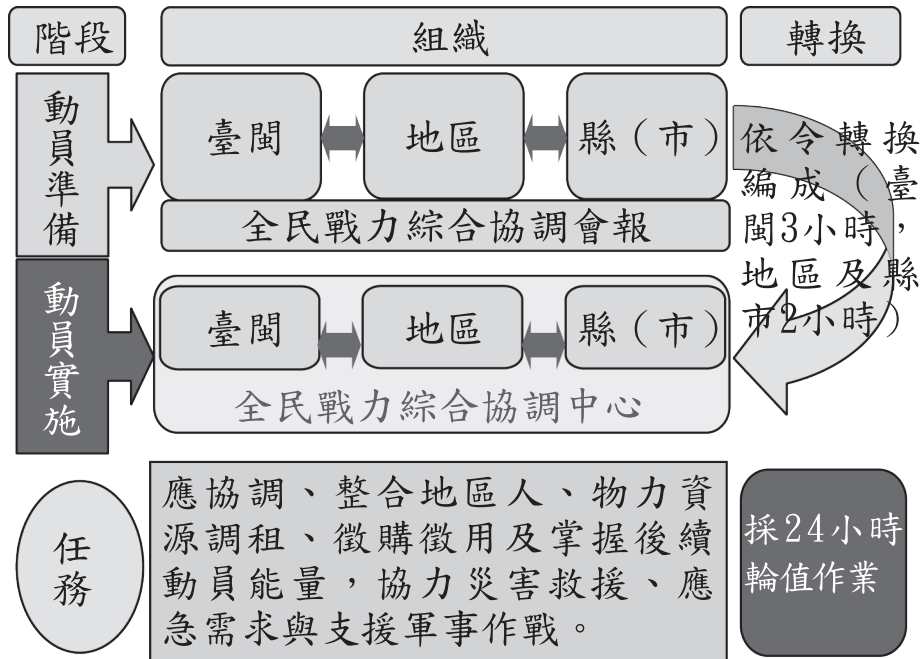 階段
組織
轉換
動員準備
臺閩
地區
縣（市）
全民戰力綜合協調會報
依令轉換
編成（臺
閩3小時，
地區及縣
市2小時）
動員實施
臺閩
地區
縣（市）
全民戰力綜合協調中心
任務
應協調、整合地區人、物力資
源調租、徵購徵用及掌握後續
動員能量，協力災害救援、應
急需求與支援軍事作戰。
採24小時
輪值作業